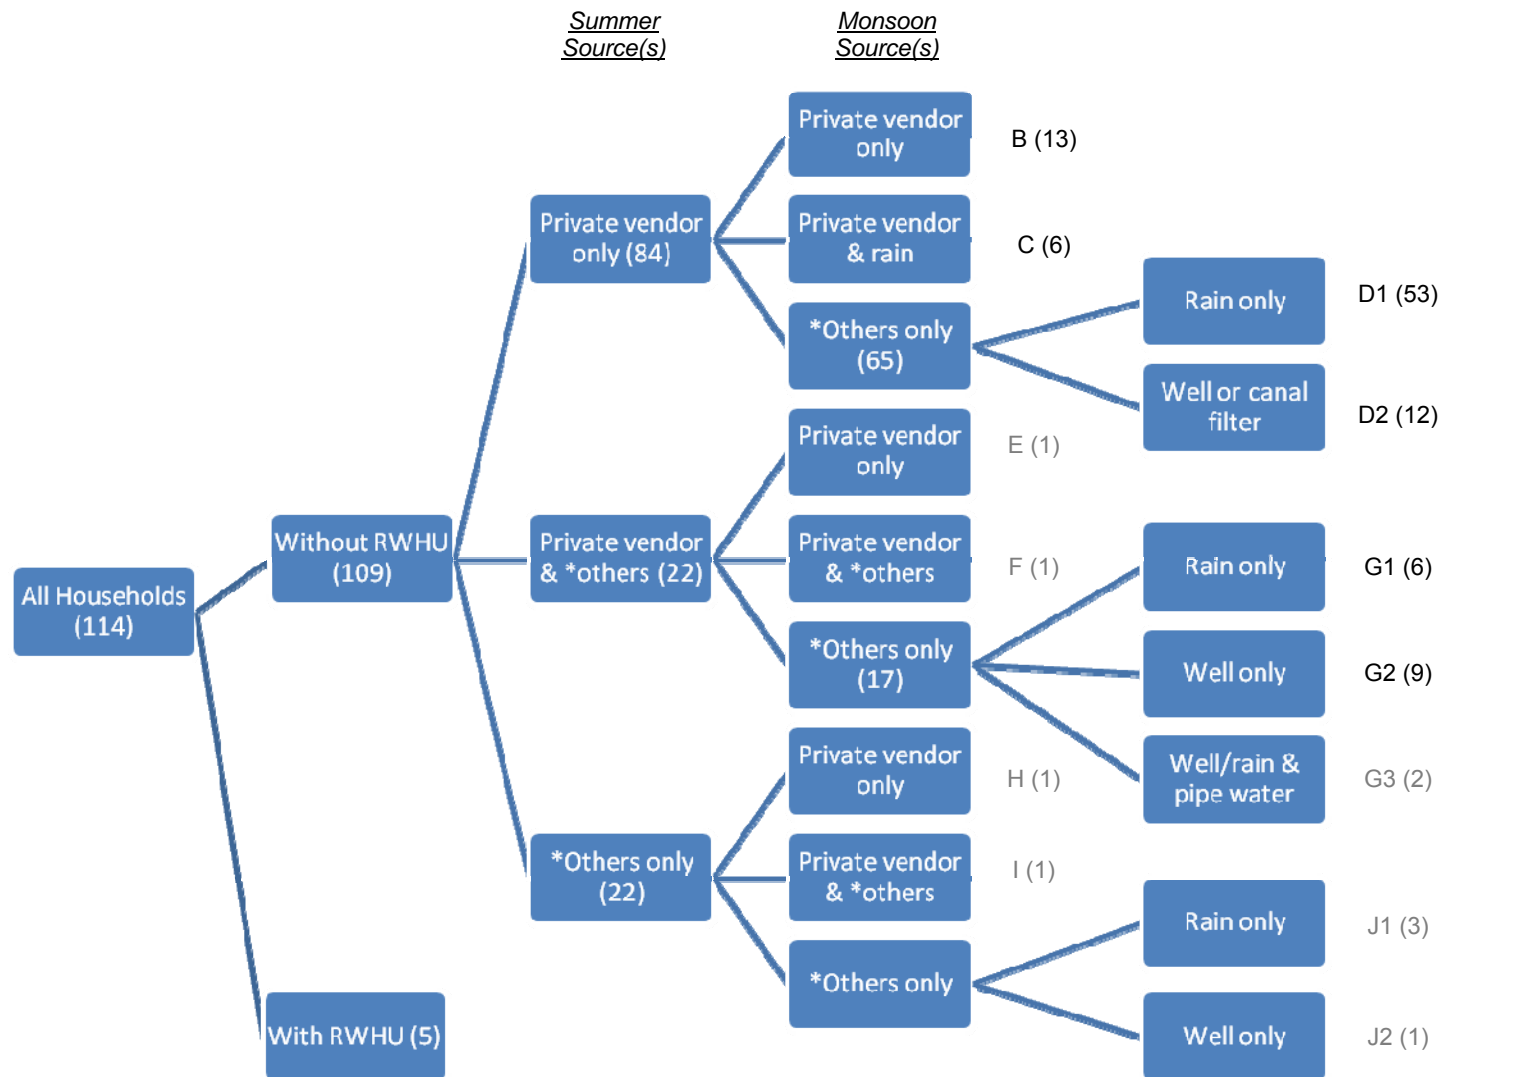 Summer
Source(s)
Monsoon
Source(s)
All Households
(114)
Without RWHU
(109)
With RWHU (5)
Private vendor
only (84)
Private vendor
& *others (22)
*Others only
(22)
Private vendor
only
B (13)
Private vendor
& rain
C (6)
*Others only
(65)
Rain only
D1 (53)
Well or canal
filter
D2 (12)
Private vendor
only
E (1)
Private vendor
& *others
F (1)
*Others only
(17)
Rain only
G1 (6)
Well only
G2 (9)
Well/rain &
pipe water
G3 (2)
Private vendor
only
H (1)
Private vendor
& *others
I (1)
*Others only
Rain only
J1 (3)
Well only
J2 (1)